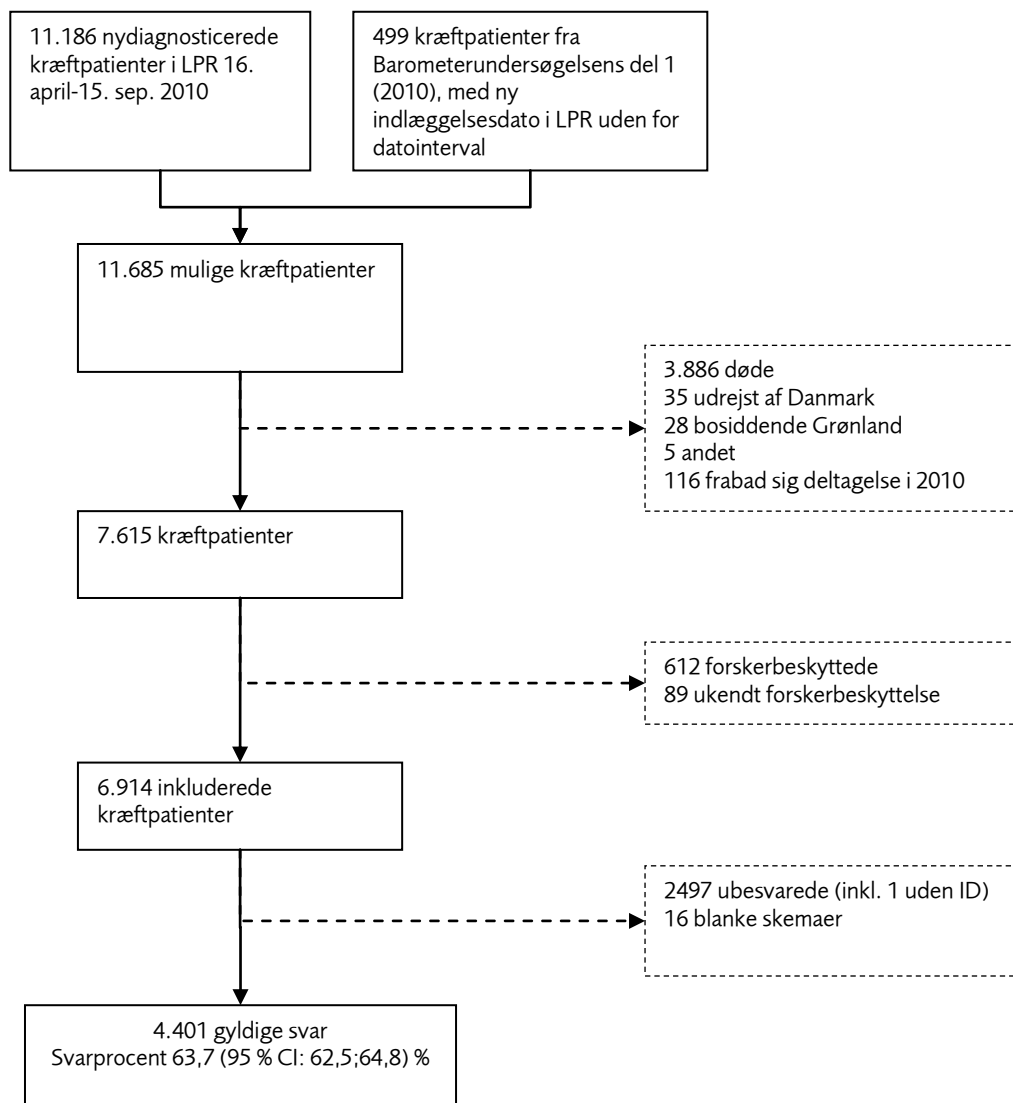 11.186 nydiagnosticerede
kræftpatienter i LPR 16.
april-15. sep. 2010
499 kræftpatienter fra
Barometerundersøgelsens del 1
(2010), med ny
indlæggelsesdato i LPR uden for
datointerval
11.685 mulige kræftpatienter
3.886 døde
35 udrejst af Danmark
28 bosiddende Grønland
5 andet
116 frabad sig deltagelse i 2010
7.615 kræftpatienter
612 forskerbeskyttede
89 ukendt forskerbeskyttelse
6.914 inkluderede
kræftpatienter
2497 ubesvarede (inkl. 1 uden ID)
16 blanke skemaer
4.401 gyldige svar
Svarprocent 63,7 (95 % CI: 62,5;64,8) %